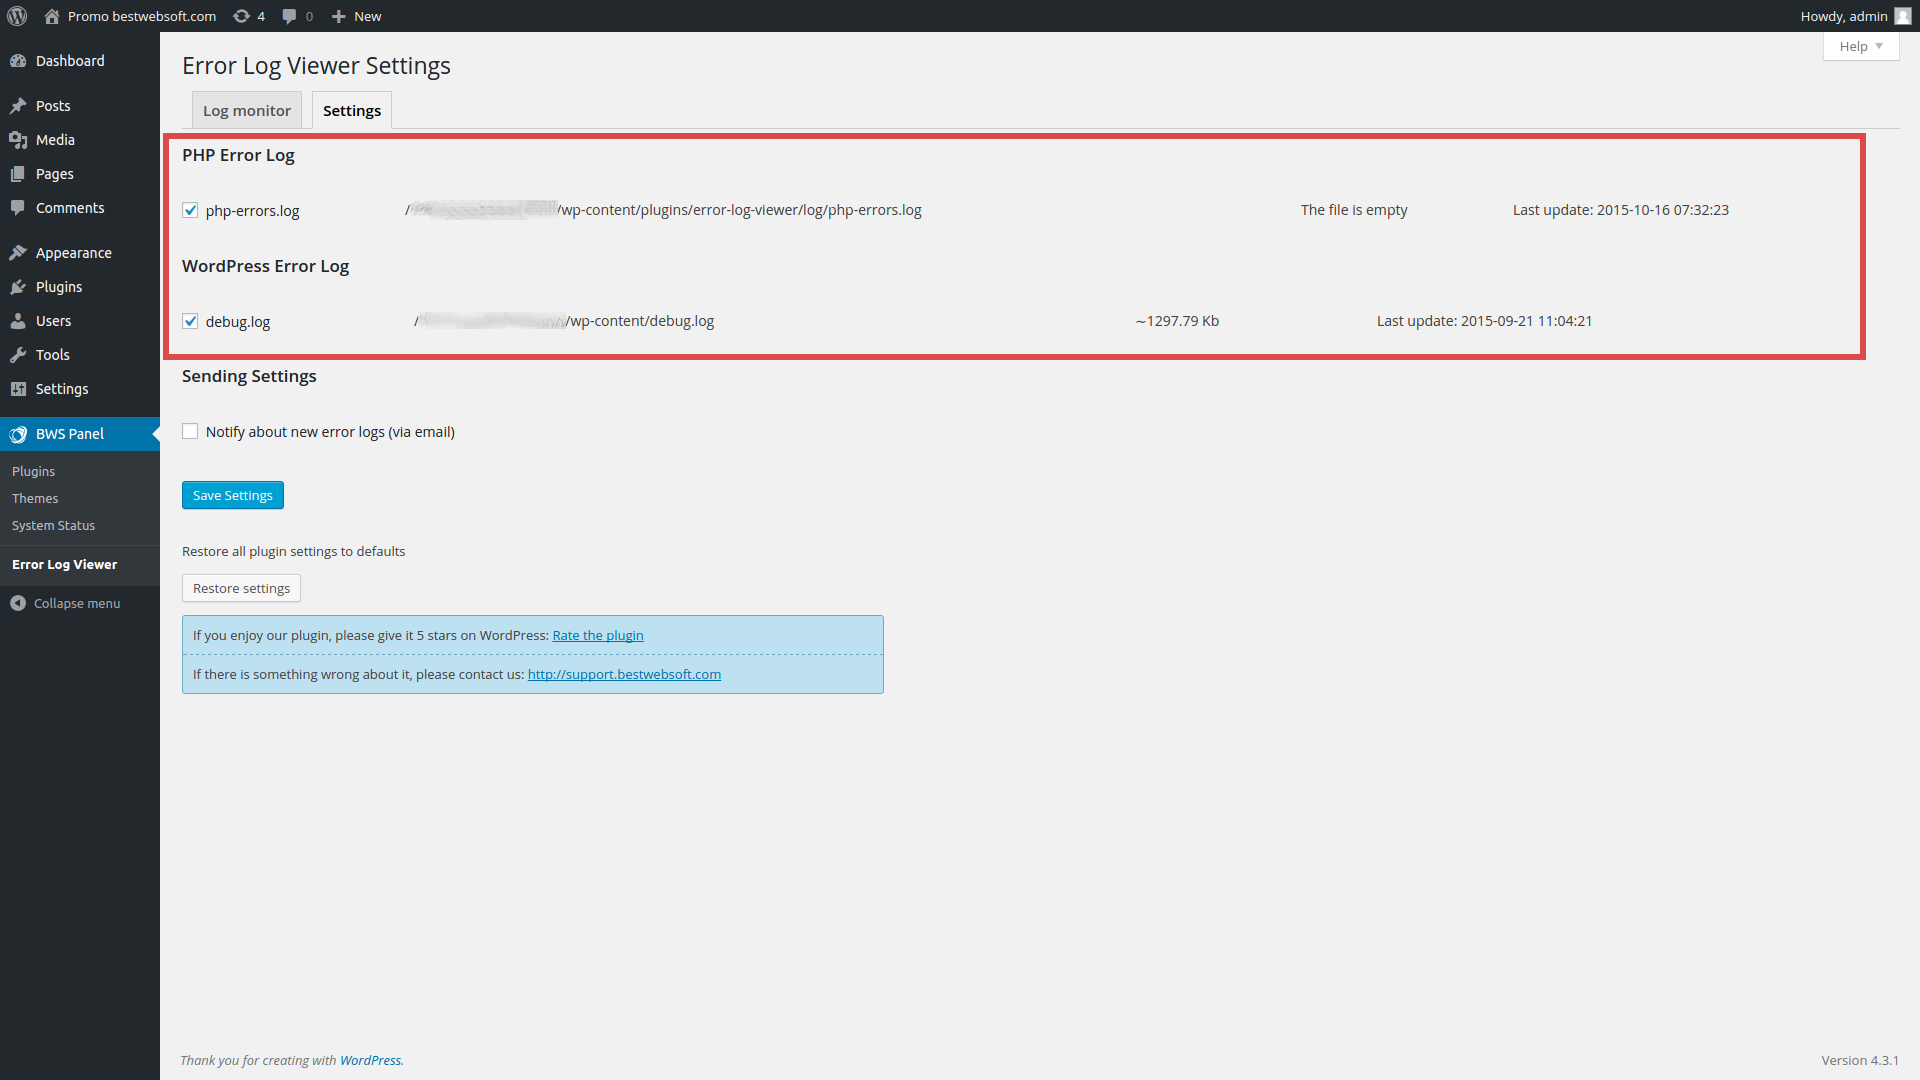 Promo bestwebsoft.com 4 0 New Howdy, admin
Help
Dashboard
Posts
Media
Pages
Comments
Appearance
Plugins
Users
Tools
Settings
BWS Panel
Plugins
Themes
System Status
Error Log Viewer
Collapse menu
Error Log Viewer Settings
Log monitor Settings
PHP Error Log
php-errors.log / /wp-content/plugins/error-log-viewer/log/php-errors.log The file is empty Last update: 2015-10-16 07:32:23
WordPress Error Log
debug.log / /wp-content/debug.log ~1297.79 Kb Last update: 2015-09-21 11:04:21
Sending Settings
Notify about new error logs (via email)
Save Settings
Restore all plugin settings to defaults
Restore settings
If you enjoy our plugin, please give it 5 stars on WordPress: Rate the plugin
If there is something wrong about it, please contact us: http://support.bestwebsoft.com
Thank you for creating with WordPress. Version 4.3.1